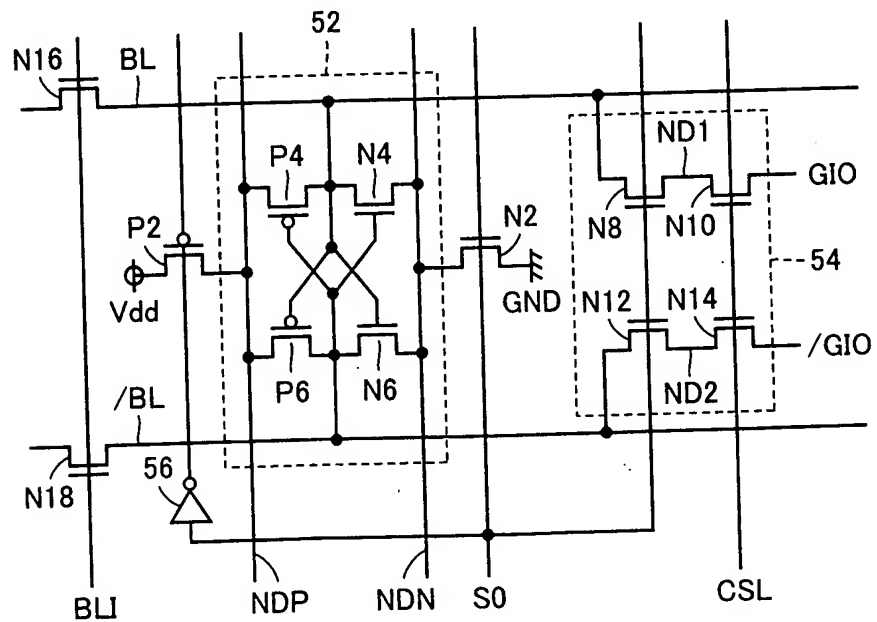 52
N16
BL
ND1
P4
N4
GIO
P2
N2
N8
N10
54
Vdd
GND
N12
N14
/GIO
P6
N6
ND2
/BL
56
N18
BLI
NDP
NDN
S0
CSL